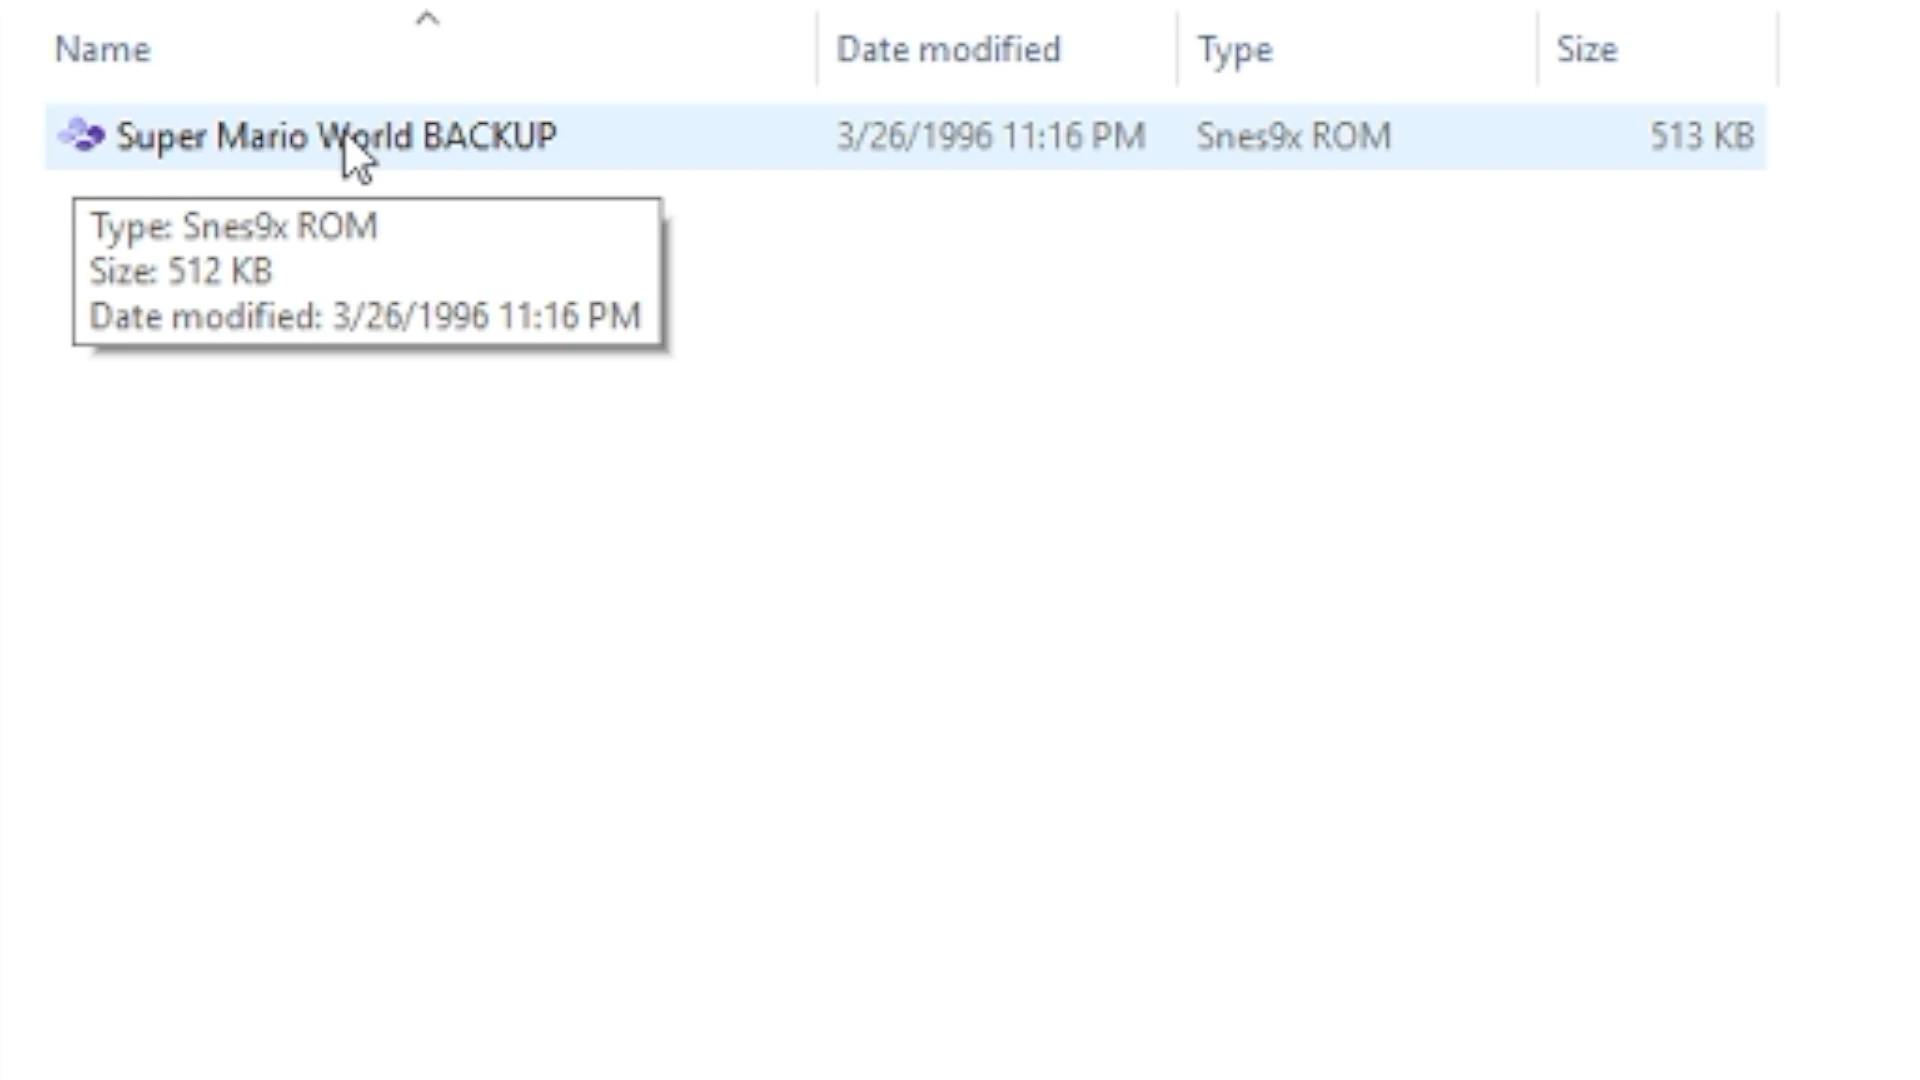 Name Date modified Type Size
Super Mario World BACKUP 3/26/1996 11:16 PM Snes9x ROM 513 KB
Type: Snes9x ROM
Size: 512 KB
Date modified: 3/26/1996 11:16 PM